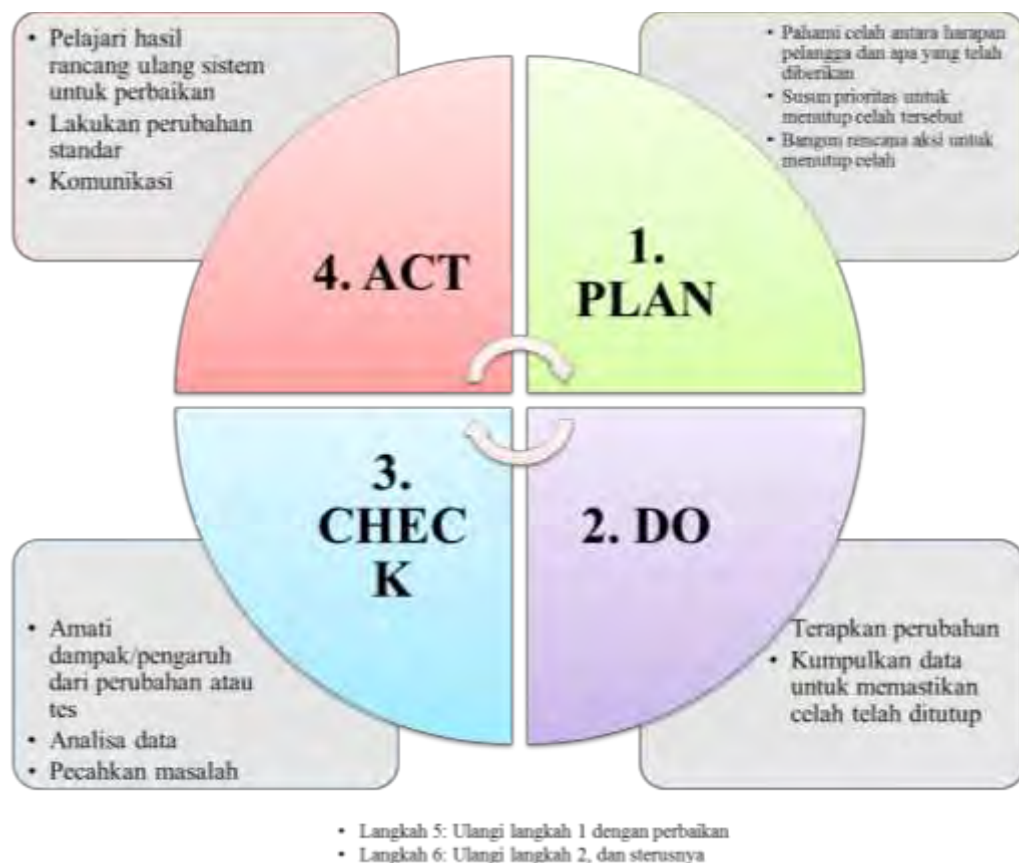 • Pelajari hasil
rancang ulang sistem
untuk perbaikan
• Lakukan perubahan
standar
• Komunikasi
• Pahami celah antara harapan
pelangga dan apa yang telah
diberikan
• Susun prioritas untuk
menutup celah tersebut
• Bangun rencana aksi untuk
menutup celah
4. ACT
1.
PLAN
3.
CHEC
K
2. DO
• Amati
dampak/pengaruh
dari perubahan atau
tes
• Analisa data
• Pecahkan masalah
Terapkan perubahan
• Kumpulkan data
untuk memastikan
celah telah ditutup
• Langkah 5: Ulangi langkah 1 dengan perbaikan
• Langkah 6: Ulangi langkah 2, dan sterusnya